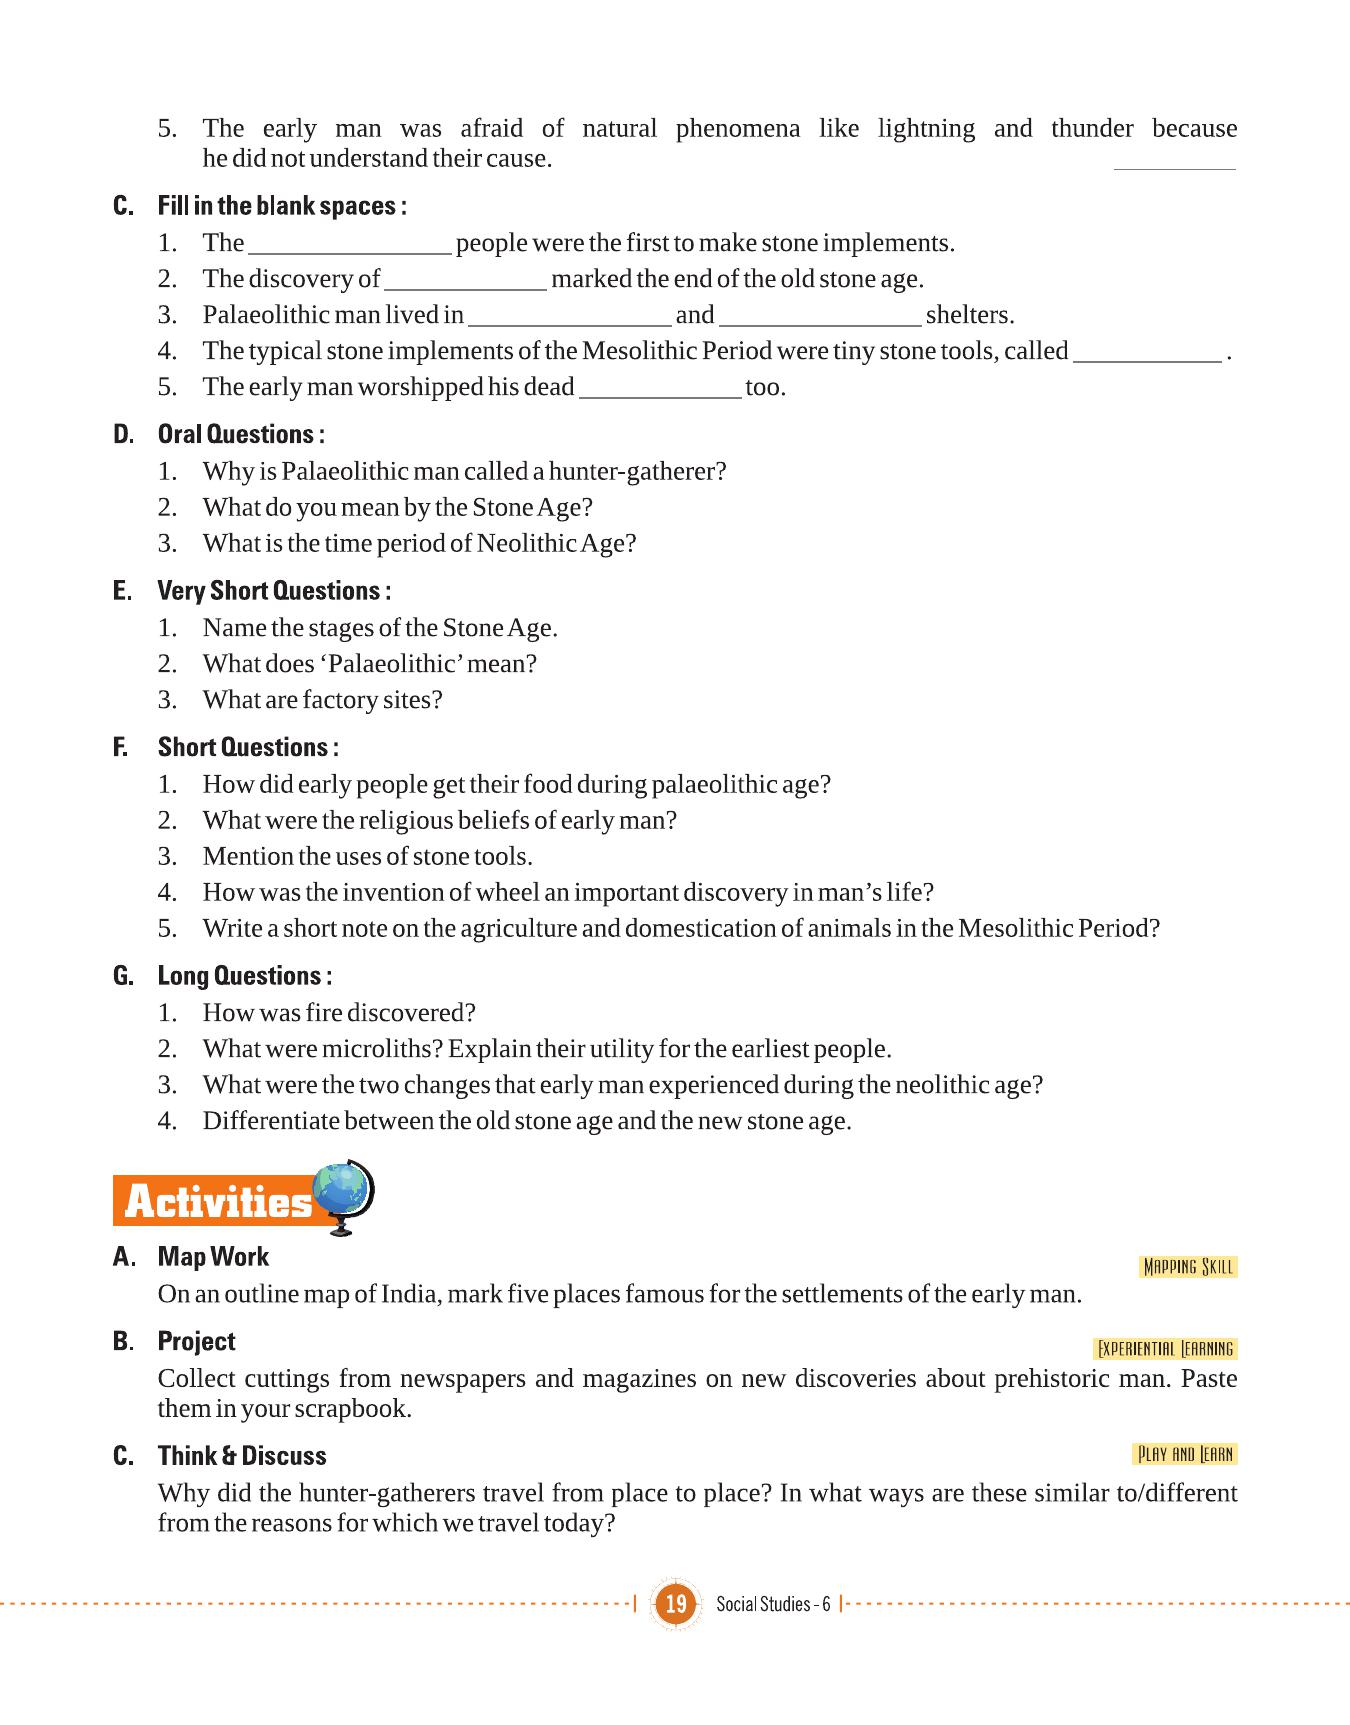 5. The early man was afraid of natural phenomena like lightning and thunder because
he did not understand their cause. __________
C. Fill in the blank spaces :
1. The _______________ people were the first to make stone implements.
2. The discovery of ____________ marked the end of the old stone age.
3. Palaeolithic man lived in _______________ and _______________ shelters.
4. The typical stone implements of the Mesolithic Period were tiny stone tools, called ___________ .
5. The early man worshipped his dead ____________ too.
D. Oral Questions :
1. Why is Palaeolithic man called a hunter-gatherer?
2. What do you mean by the Stone Age?
3. What is the time period of Neolithic Age?
E. Very Short Questions :
1. Name the stages of the Stone Age.
2. What does ‘Palaeolithic’ mean?
3. What are factory sites?
F. Short Questions :
1. How did early people get their food during palaeolithic age?
2. What were the religious beliefs of early man?
3. Mention the uses of stone tools.
4. How was the invention of wheel an important discovery in man’s life?
5. Write a short note on the agriculture and domestication of animals in the Mesolithic Period?
G. Long Questions :
1. How was fire discovered?
2. What were microliths? Explain their utility for the earliest people.
3. What were the two changes that early man experienced during the neolithic age?
4. Differentiate between the old stone age and the new stone age.
Activities
A. Map Work
Mapping Skill
On an outline map of India, mark five places famous for the settlements of the early man.
B. Project
Experiential Learning
Collect cuttings from newspapers and magazines on new discoveries about prehistoric man. Paste
them in your scrapbook.
C. Think & Discuss
Play and Learn
Why did the hunter-gatherers travel from place to place? In what ways are these similar to/different
from the reasons for which we travel today?
19 Social Studies - 6